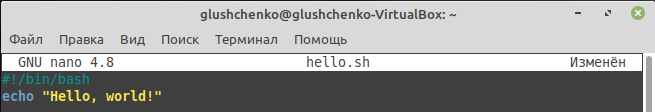 glushchenko@glushchenko-VirtualBox: ~
Файл Правка Вид Поиск Терминал Помощь
GNU nano 4.8 hello.sh Изменён
#!/bin/bash
echo "Hello, world!"